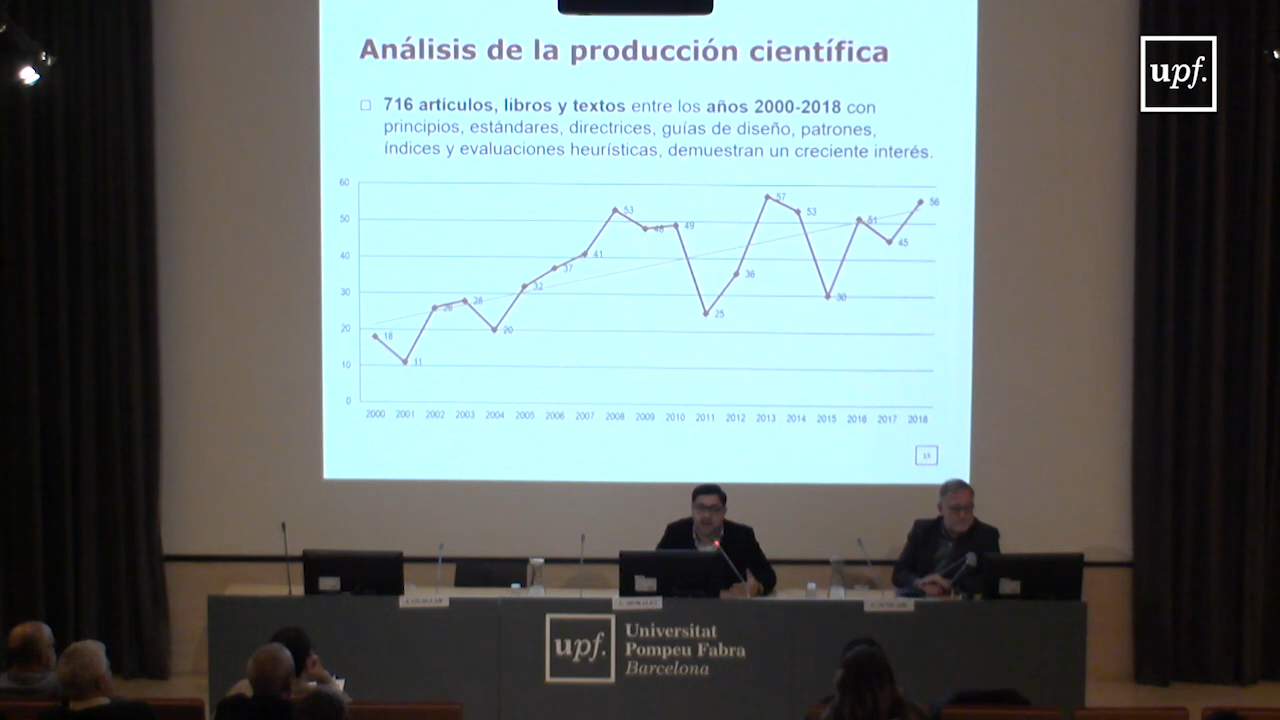 Análisis de la producción científica
upf.
□ 716 artículos, libros y textos entre los años 2000-2018 con
principios, estándares, directrices, guías de diseño, patrones,
índices y evaluaciones heurísticas, demuestran un creciente interés.
60
50
40
30
20
10
0
18
11
26
28
20
32
37
41
53
48
49
25
36
57
53
30
51
45
56
2000 2001 2002 2003 2004 2005 2006 2007 2008 2009 2010 2011 2012 2013 2014 2015 2016 2017 2018
15
upf.
Universitat
Pompeu Fabra
Barcelona